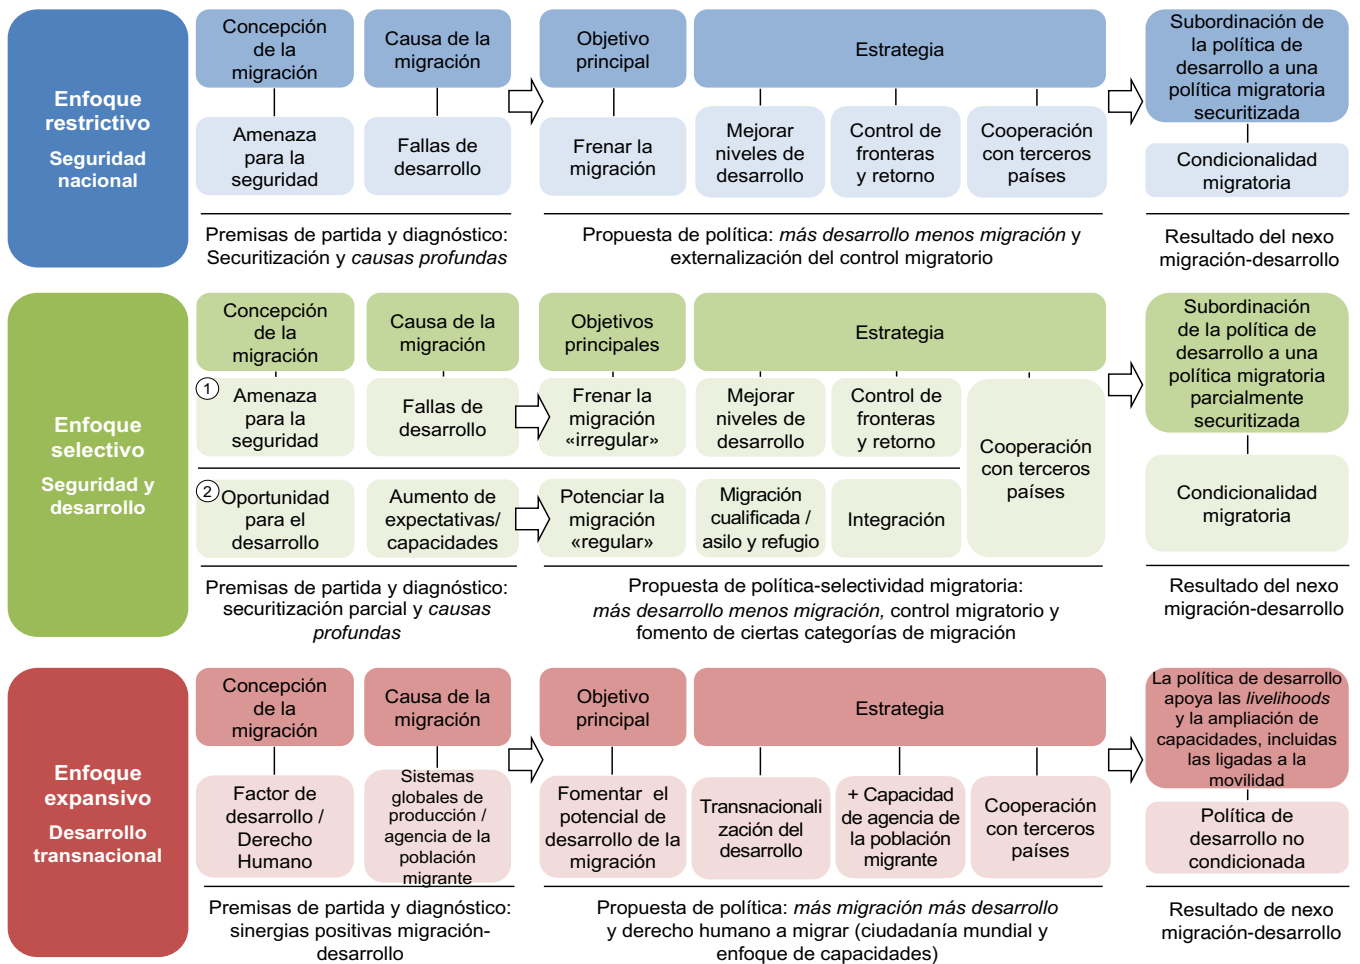 Enfoque
restrictivo
Seguridad
nacional
Concepción
de la
migración
Causa de la
migración
Objetivo
principal
Estrategia
Subordinación de
la política de
desarrollo a una
política migratoria
securitizada
Amenaza
para la
seguridad
Fallas de
desarrollo
Frenar la
migración
Mejorar
niveles de
desarrollo
Control de
fronteras
y retorno
Cooperación
con terceros
países
Condicionalidad
migratoria
Premisas de partida y diagnóstico:
Securitización y causas profundas
Propuesta de política: más desarrollo menos migración y
externalización del control migratorio
Resultado del nexo
migración-desarrollo
Enfoque
selectivo
Seguridad y
desarrollo
Concepción
de la
migración
Causa de la
migración
Objetivos
principales
Estrategia
Subordinación
de la política de
desarrollo a una
política migratoria
parcialmente
securitizada
1
Amenaza
para la
seguridad
Fallas de
desarrollo
Frenar la
migración
«irregular»
Mejorar
niveles de
desarrollo
Control de
fronteras
y retorno
Cooperación
con terceros
países
2
Oportunidad
para el
desarrollo
Aumento de
expectativas/
capacidades
Potenciar la
migración
«regular»
Migración
cualificada /
asilo y refugio
Integración
Condicionalidad
migratoria
Premisas de partida y diagnóstico:
securitización parcial y causas
profundas
Propuesta de política-selectividad migratoria:
más desarrollo menos migración, control migratorio y
fomento de ciertas categorías de migración
Resultado del nexo
migración-desarrollo
Enfoque
expansivo
Desarrollo
transnacional
Concepción
de la
migración
Causa de la
migración
Objetivo
principal
Estrategia
La política de desarrollo
apoya las livelihoods
y la ampliación de
capacidades, incluidas
las ligadas a la
movilidad
Factor de
desarrollo /
Derecho
Humano
Sistemas
globales de
producción /
agencia de la
población
migrante
Fomentar el
potencial de
desarrollo de la
migración
Transnacionali
zación del
desarrollo
+ Capacidad
de agencia de
la población
migrante
Cooperación
con terceros
países
Política de
desarrollo no
condicionada
Premisas de partida y diagnóstico:
sinergias positivas migración-
desarrollo
Propuesta de política: más migración más desarrollo
y derecho humano a migrar (ciudadanía mundial y
enfoque de capacidades)
Resultado de nexo
migración-desarrollo